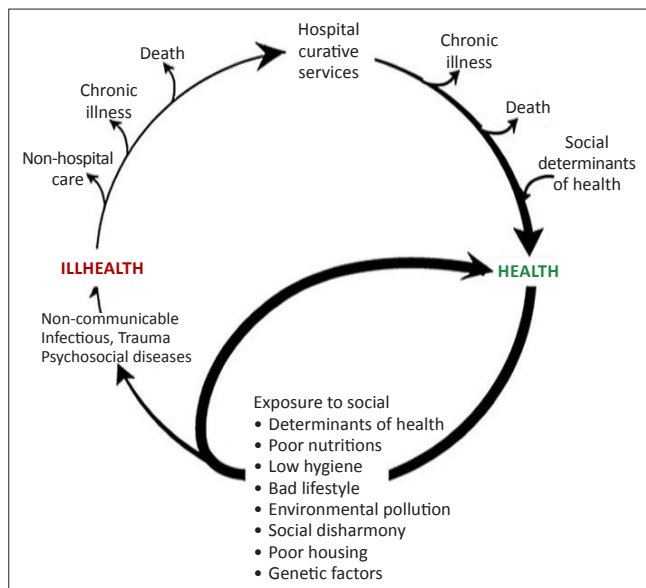 Hospital
curative
services
Death
Chronic
illness
Non-hospital
care
Chronic
illness
Death
Social
determinants
of health
ILLHEALTH
HEALTH
Non-communicable
Infectious, Trauma
Psychosocial diseases
Exposure to social
• Determinants of health
• Poor nutritions
• Low hygiene
• Bad lifestyle
• Environmental pollution
• Social disharmony
• Poor housing
• Genetic factors